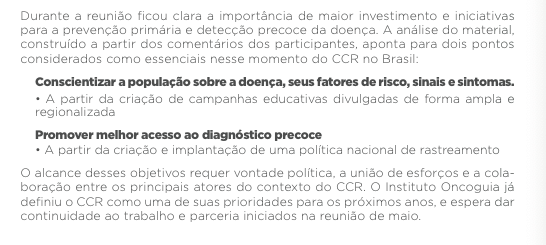 Durante a reunião ficou clara a importância de maior investimento e iniciativas
para a prevenção primária e detecção precoce da doença. A análise do material,
construído a partir dos comentários dos participantes, aponta para dois pontos
considerados como essenciais nesse momento do CCR no Brasil:
Conscientizar a população sobre a doença, seus fatores de risco, sinais e sintomas.
• A partir da criação de campanhas educativas divulgadas de forma ampla e
regionalizada
Promover melhor acesso ao diagnóstico precoce
• A partir da criação e implantação de uma política nacional de rastreamento
O alcance desses objetivos requer vontade política, a união de esforços e a cola-
boração entre os principais atores do contexto do CCR. O Instituto Oncoguia já
definiu o CCR como uma de suas prioridades para os próximos anos, e espera dar
continuidade ao trabalho e parceria iniciados na reunião de maio.